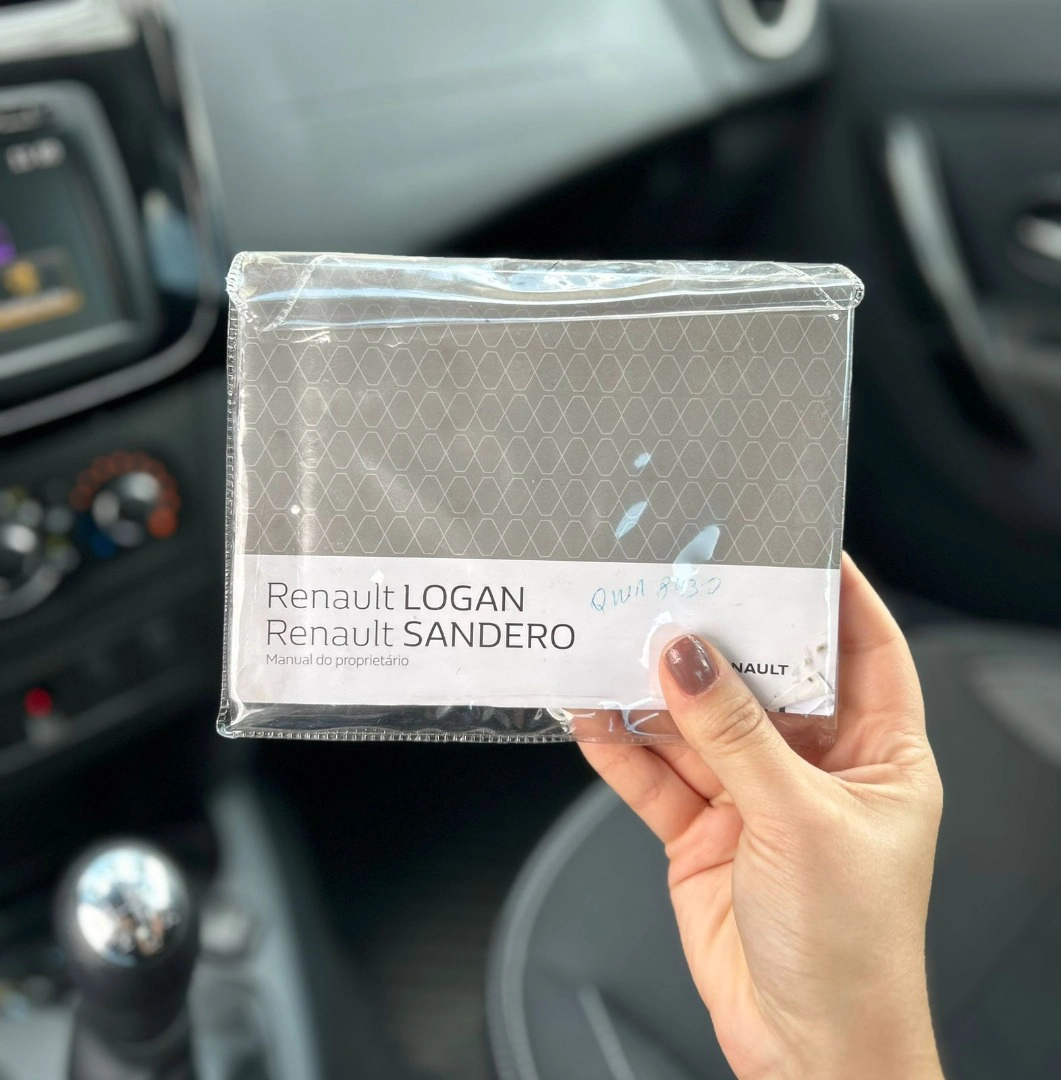 Renault LOGAN
Renault SANDERO
Manual do proprietário
NAULT